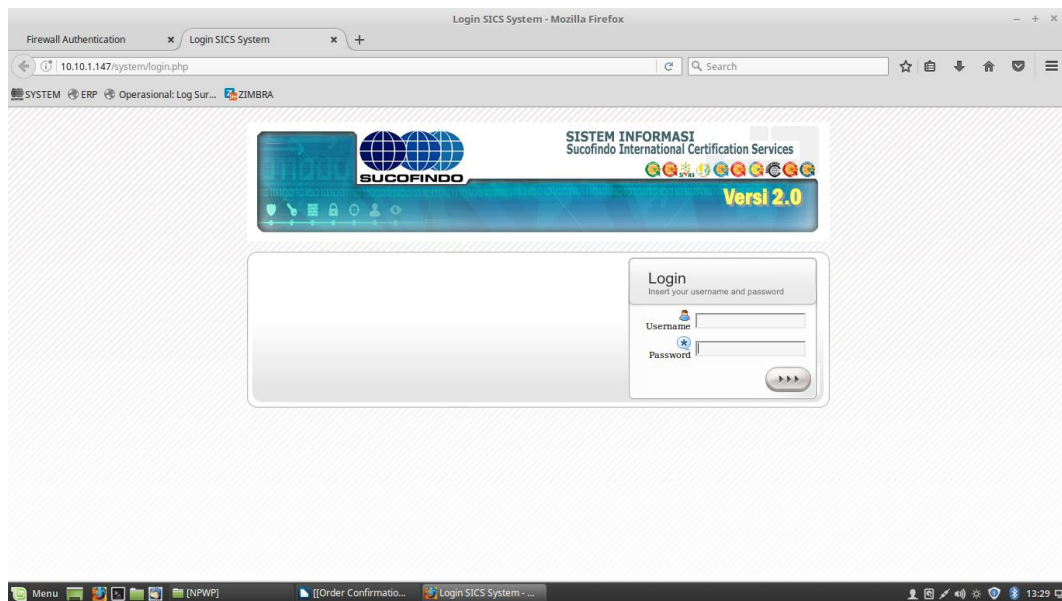 Login SICS System - Mozilla Firefox
Firewall Authentication
Login SICS System
10.10.1.147/system/login.php
Search
SYSTEM
ERP
Operasional: Log Sur...
ZIMBRA
SUCOFINDO
SISTEM INFORMASI
Sucofindo International Certification Services
Versi 2.0
Login
Insert your username and password
Username
Password
Menu
[NPWP]
[[Order Confirmatio...
Login SICS System - ...
13:29